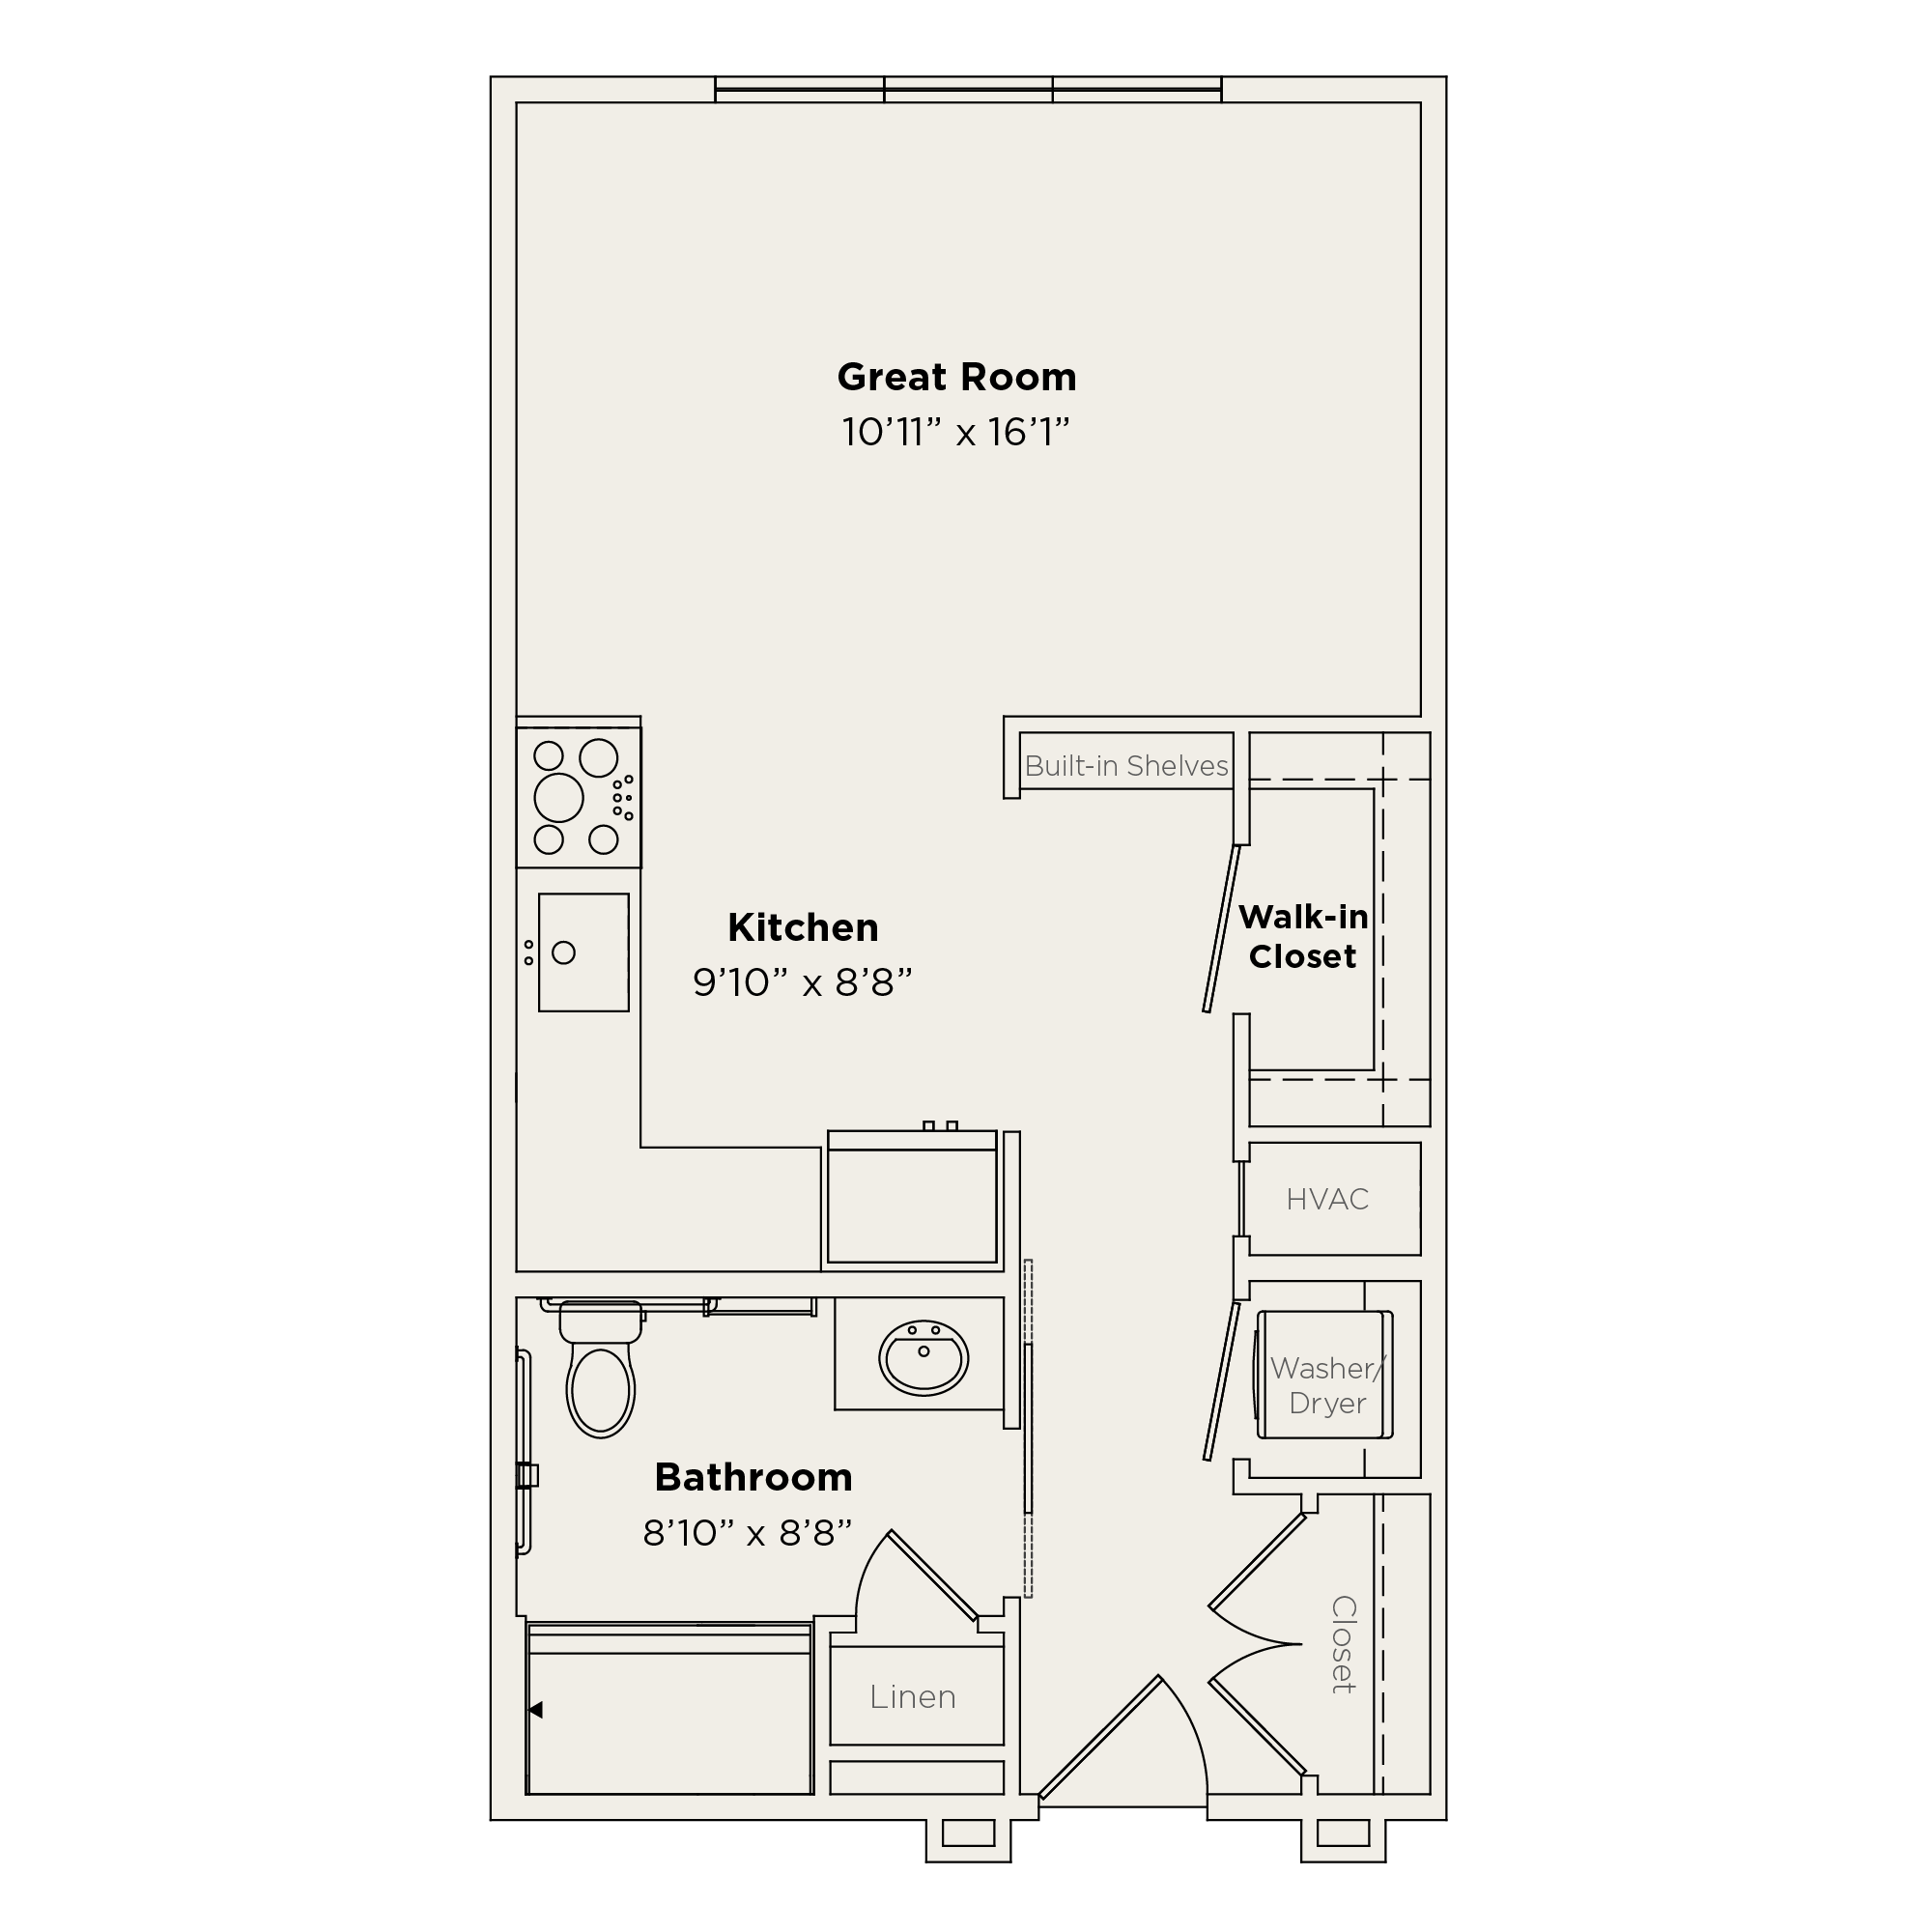 Great Room
10’11” x 16’1”
Built-in Shelves
Kitchen
9’10” x 8’8”
Walk-in
Closet
HVAC
Washer/
Dryer
Bathroom
8’10” x 8’8”
Closet
Linen